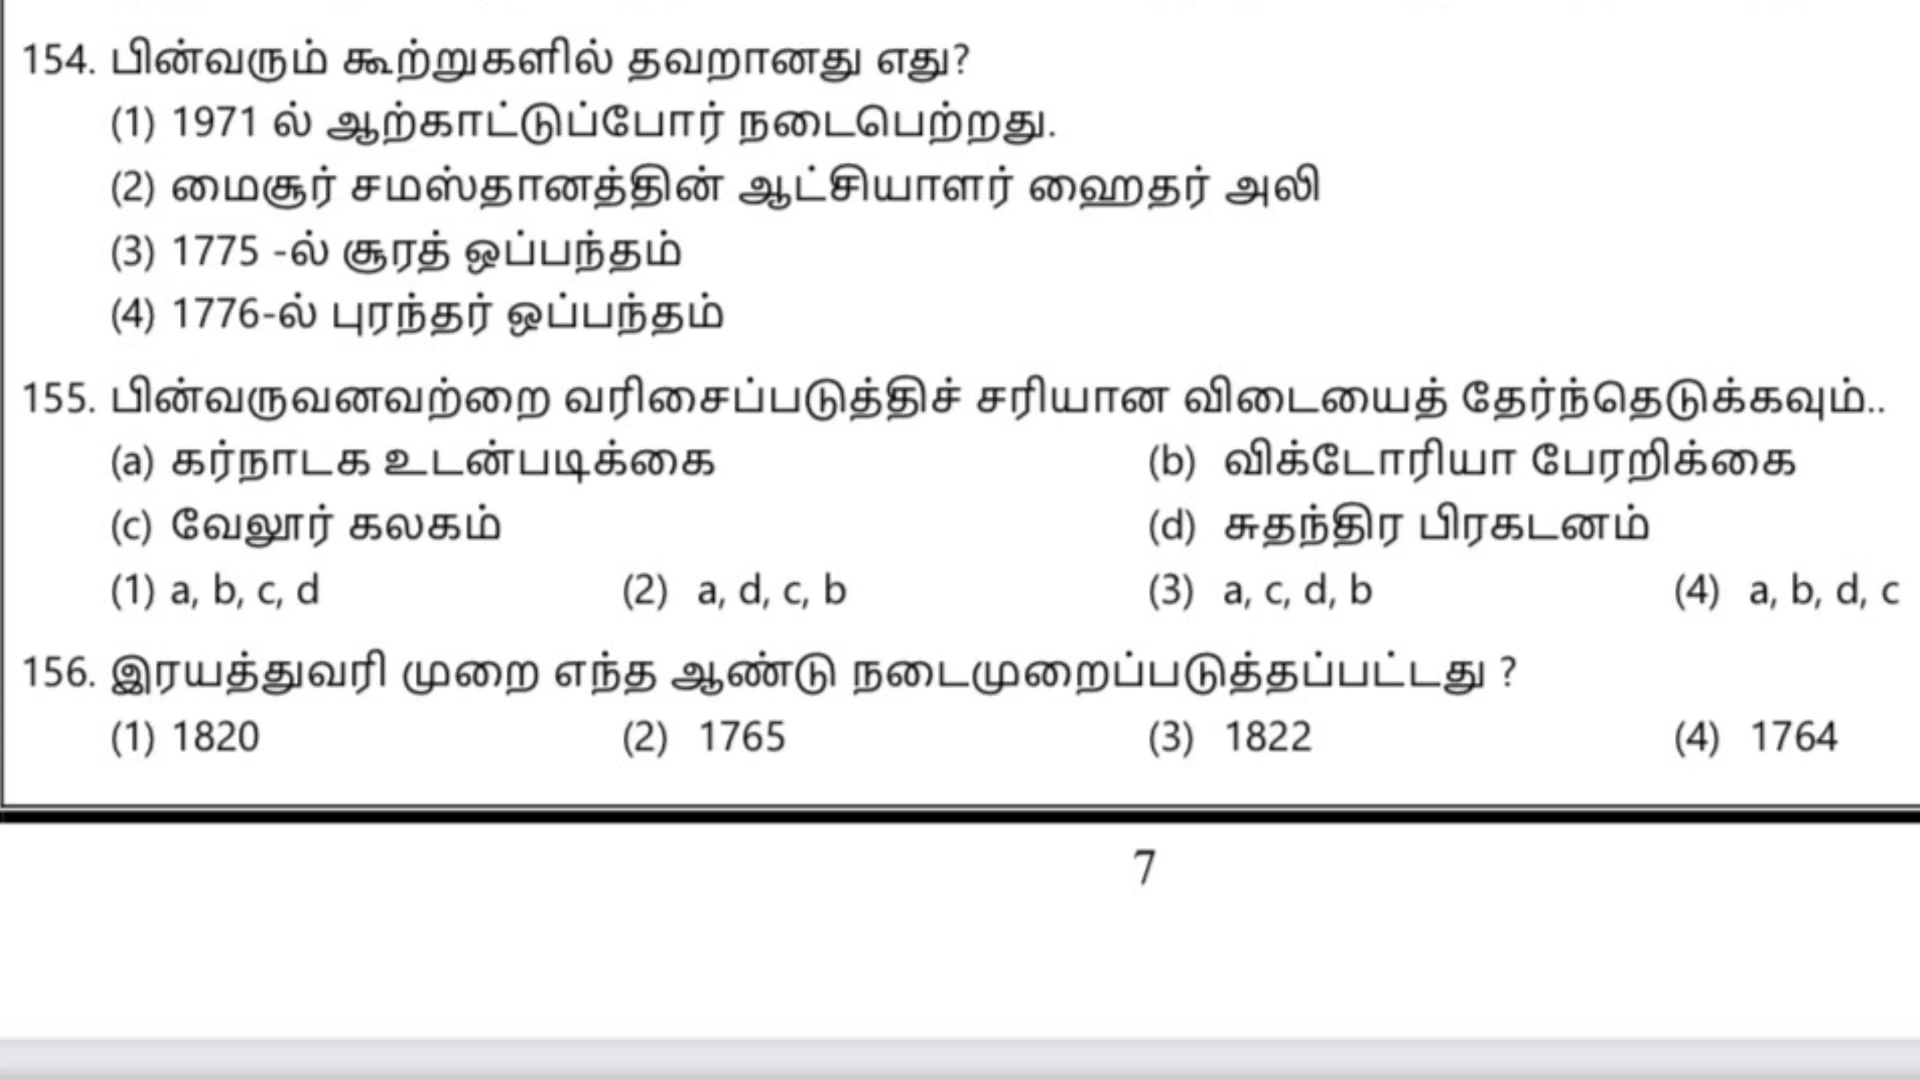 154. பின்வரும் கூற்றுகளில் தவறானது எது?
(1) 1971 ல் ஆற்காட்டுப்போர் நடைபெற்றது.
(2) மைசூர் சமஸ்தானத்தின் ஆட்சியாளர் ஹைதர் அலி
(3) 1775 -ல் சூரத் ஒப்பந்தம்
(4) 1776-ல் புரந்தர் ஒப்பந்தம்
155. பின்வருவனவற்றை வரிசைப்படுத்திச் சரியான விடையைத் தேர்ந்தெடுக்கவும்..
(a) கர்நாடக உடன்படிக்கை (b) விக்டோரியா பேரறிக்கை
(c) வேலூர் கலகம் (d) சுதந்திர பிரகடனம்
(1) a, b, c, d (2) a, d, c, b (3) a, c, d, b (4) a, b, d, c
156. இரயத்துவரி முறை எந்த ஆண்டு நடைமுறைப்படுத்தப்பட்டது ?
(1) 1820 (2) 1765 (3) 1822 (4) 1764
7